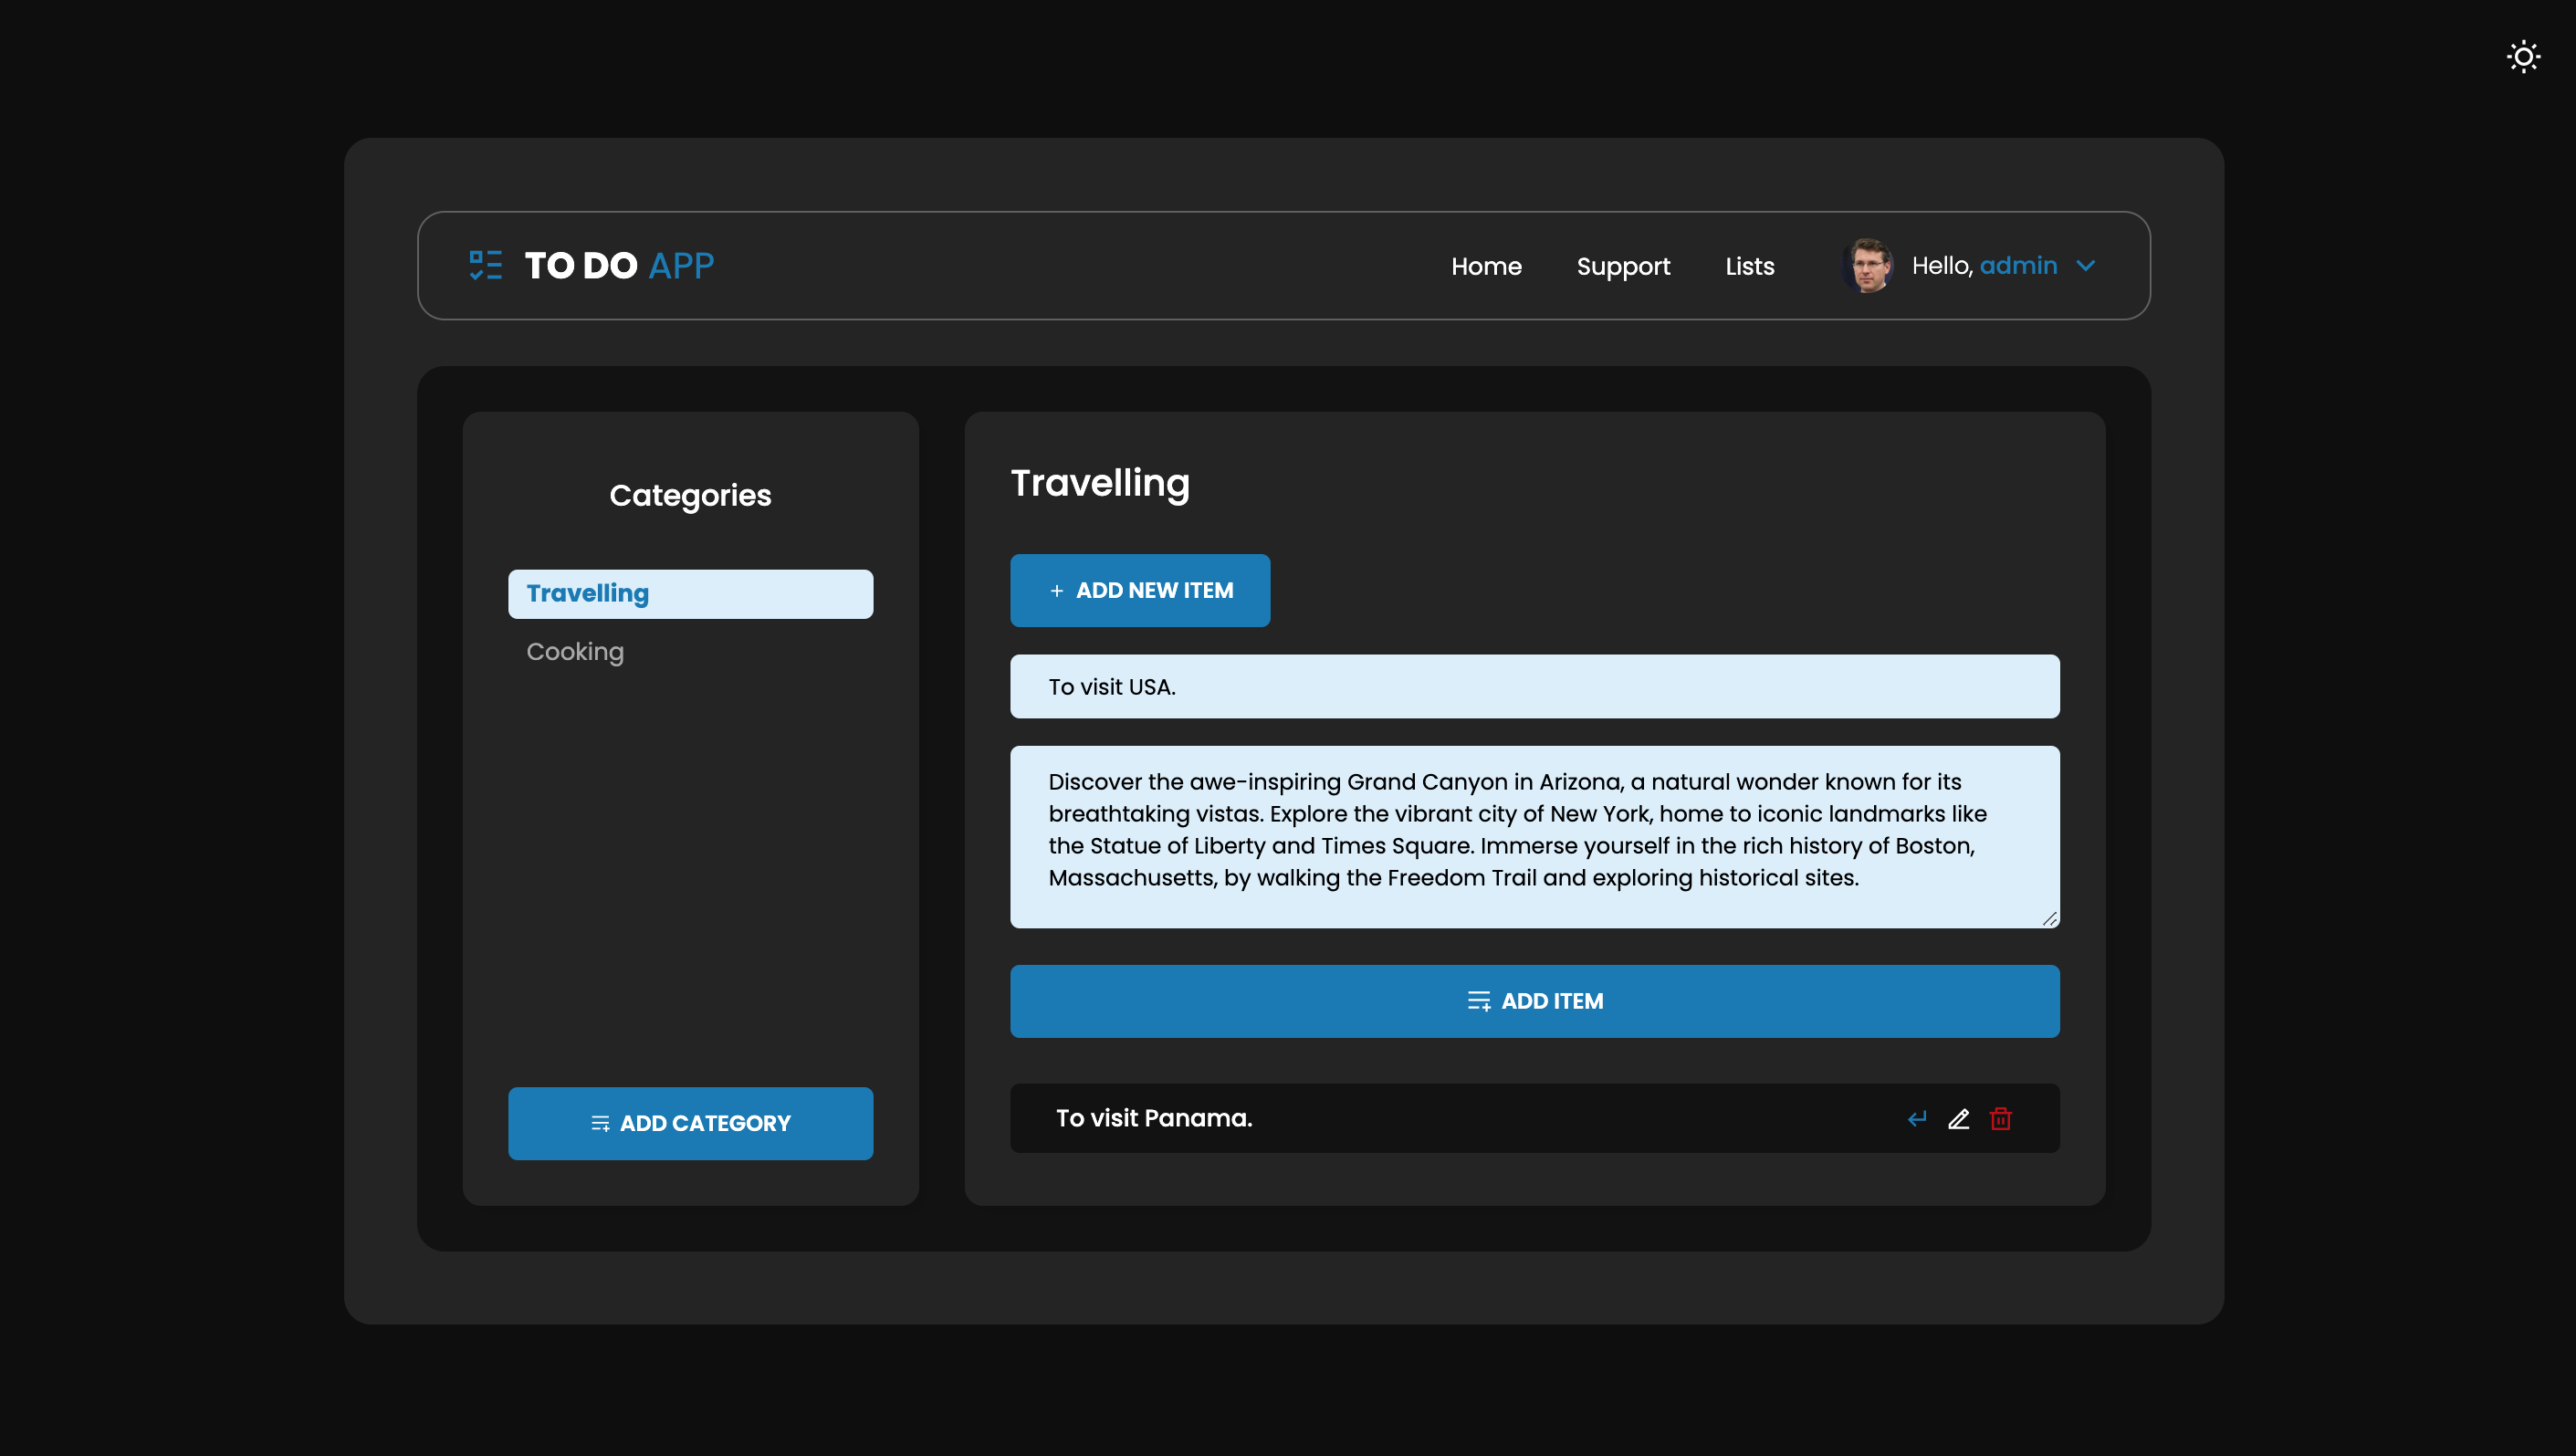 TO DO APP
Home
Support
Lists
Hello, admin
Categories
Travelling
Cooking
ADD CATEGORY
Travelling
+ ADD NEW ITEM
To visit USA.
Discover the awe-inspiring Grand Canyon in Arizona, a natural wonder known for its
breathtaking vistas. Explore the vibrant city of New York, home to iconic landmarks like
the Statue of Liberty and Times Square. Immerse yourself in the rich history of Boston,
Massachusetts, by walking the Freedom Trail and exploring historical sites.
ADD ITEM
To visit Panama.